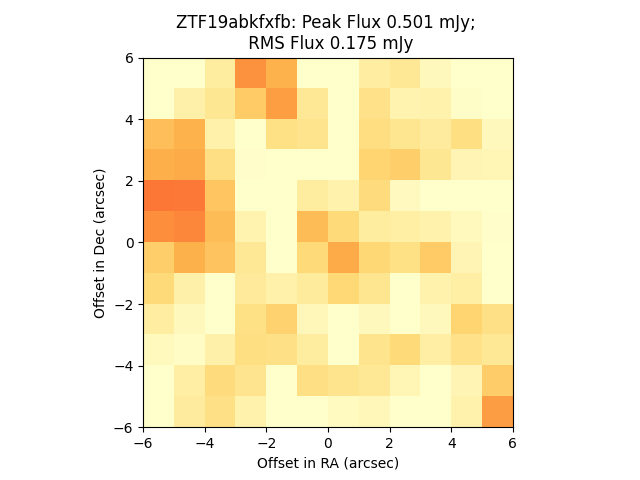 ZTF19abkfxfb: Peak Flux 0.501 mJy;
RMS Flux 0.175 mJy
6
4
2
0
−2
−4
−6
Offset in Dec (arcsec)
−6 −4 −2 0 2 4 6
Offset in RA (arcsec)